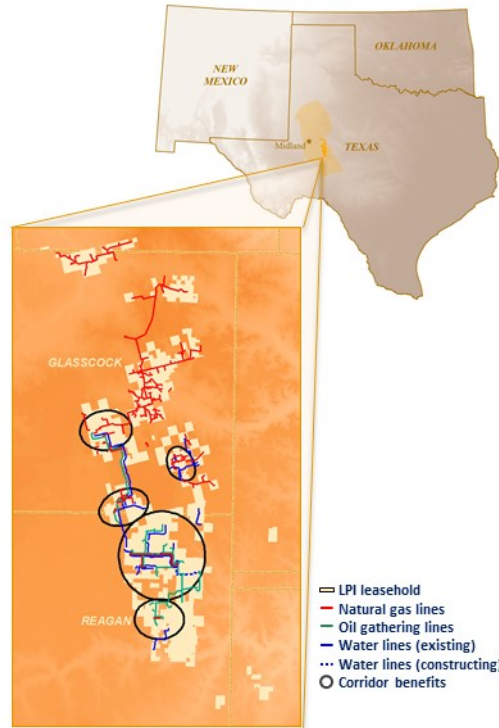 OKLAHOMA
NEW
MEXICO
Midland
TEXAS
GLASSCOCK
REAGAN
LPI leasehold
Natural gas lines
Oil gathering lines
Water lines (existing)
Water lines (constructing)
Corridor benefits